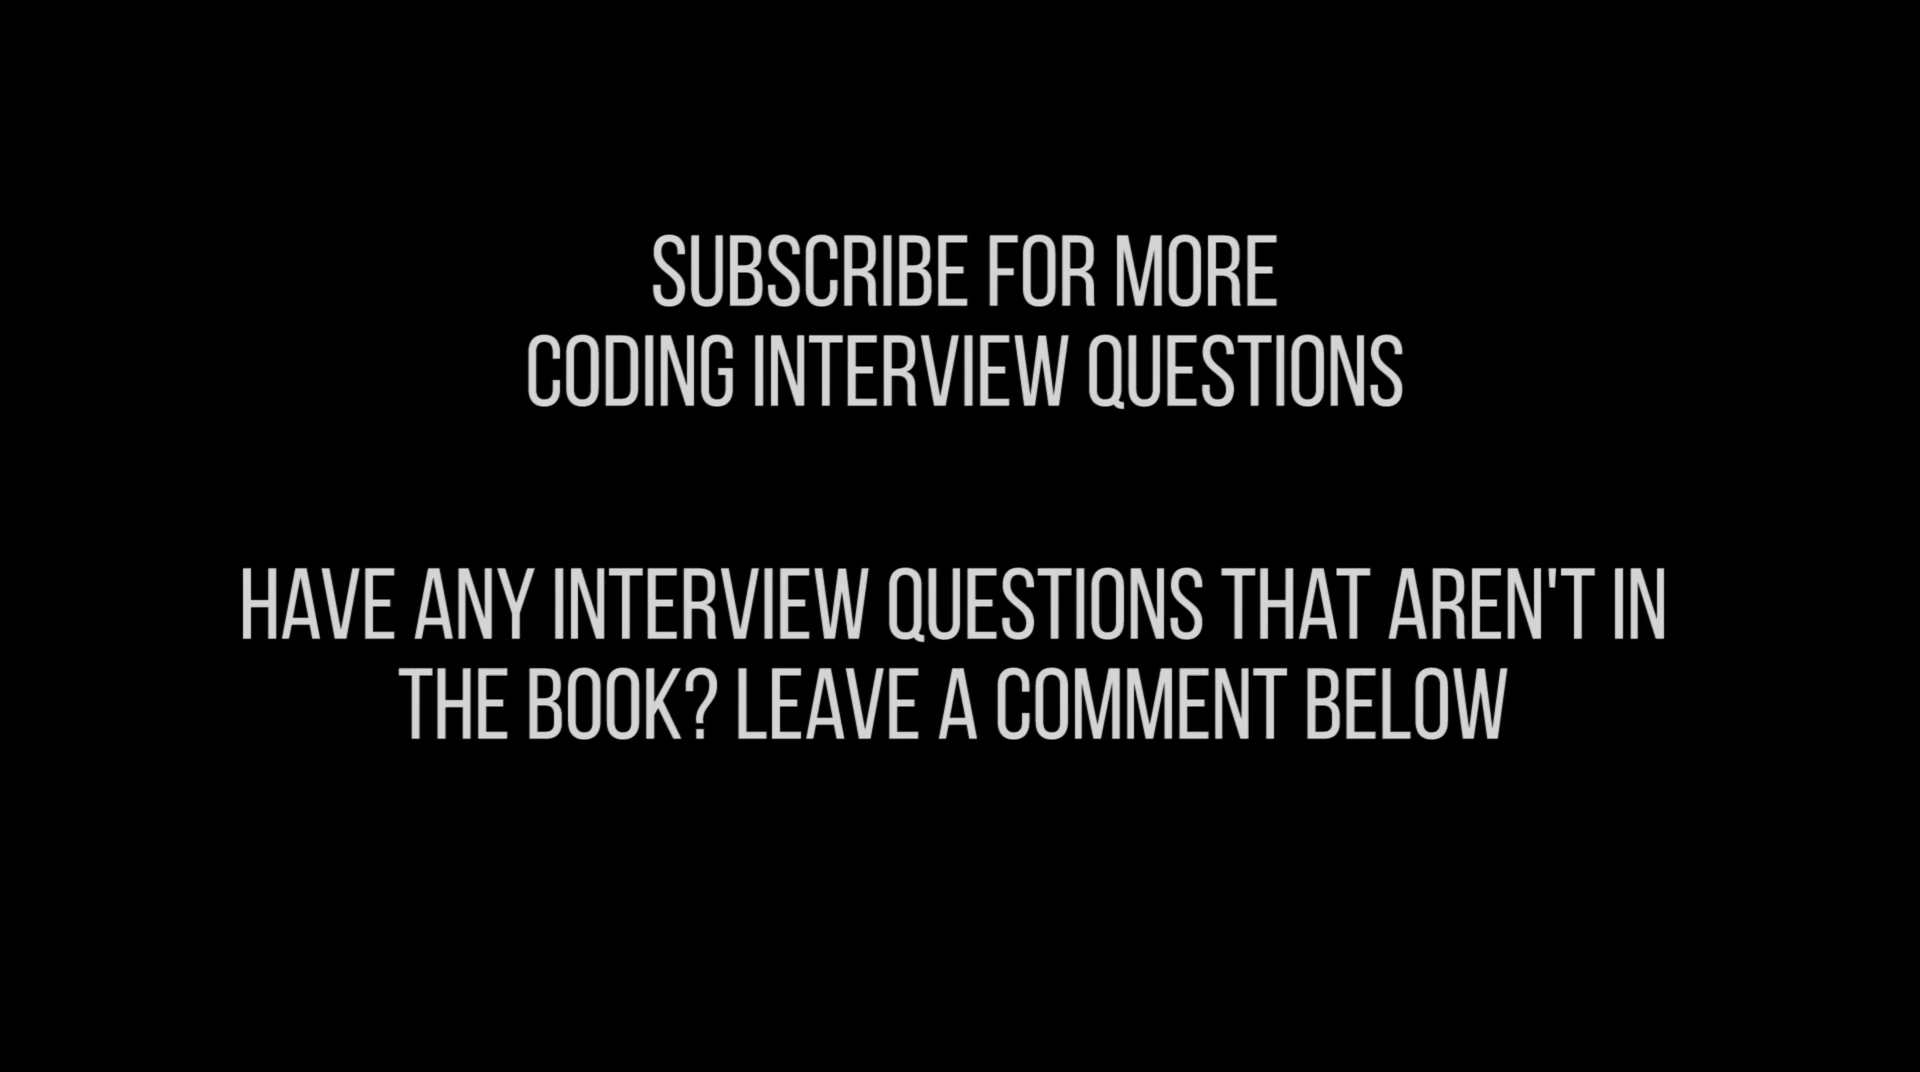 SUBSCRIBE FOR MORE
CODING INTERVIEW QUESTIONS
HAVE ANY INTERVIEW QUESTIONS THAT AREN'T IN
THE BOOK? LEAVE A COMMENT BELOW